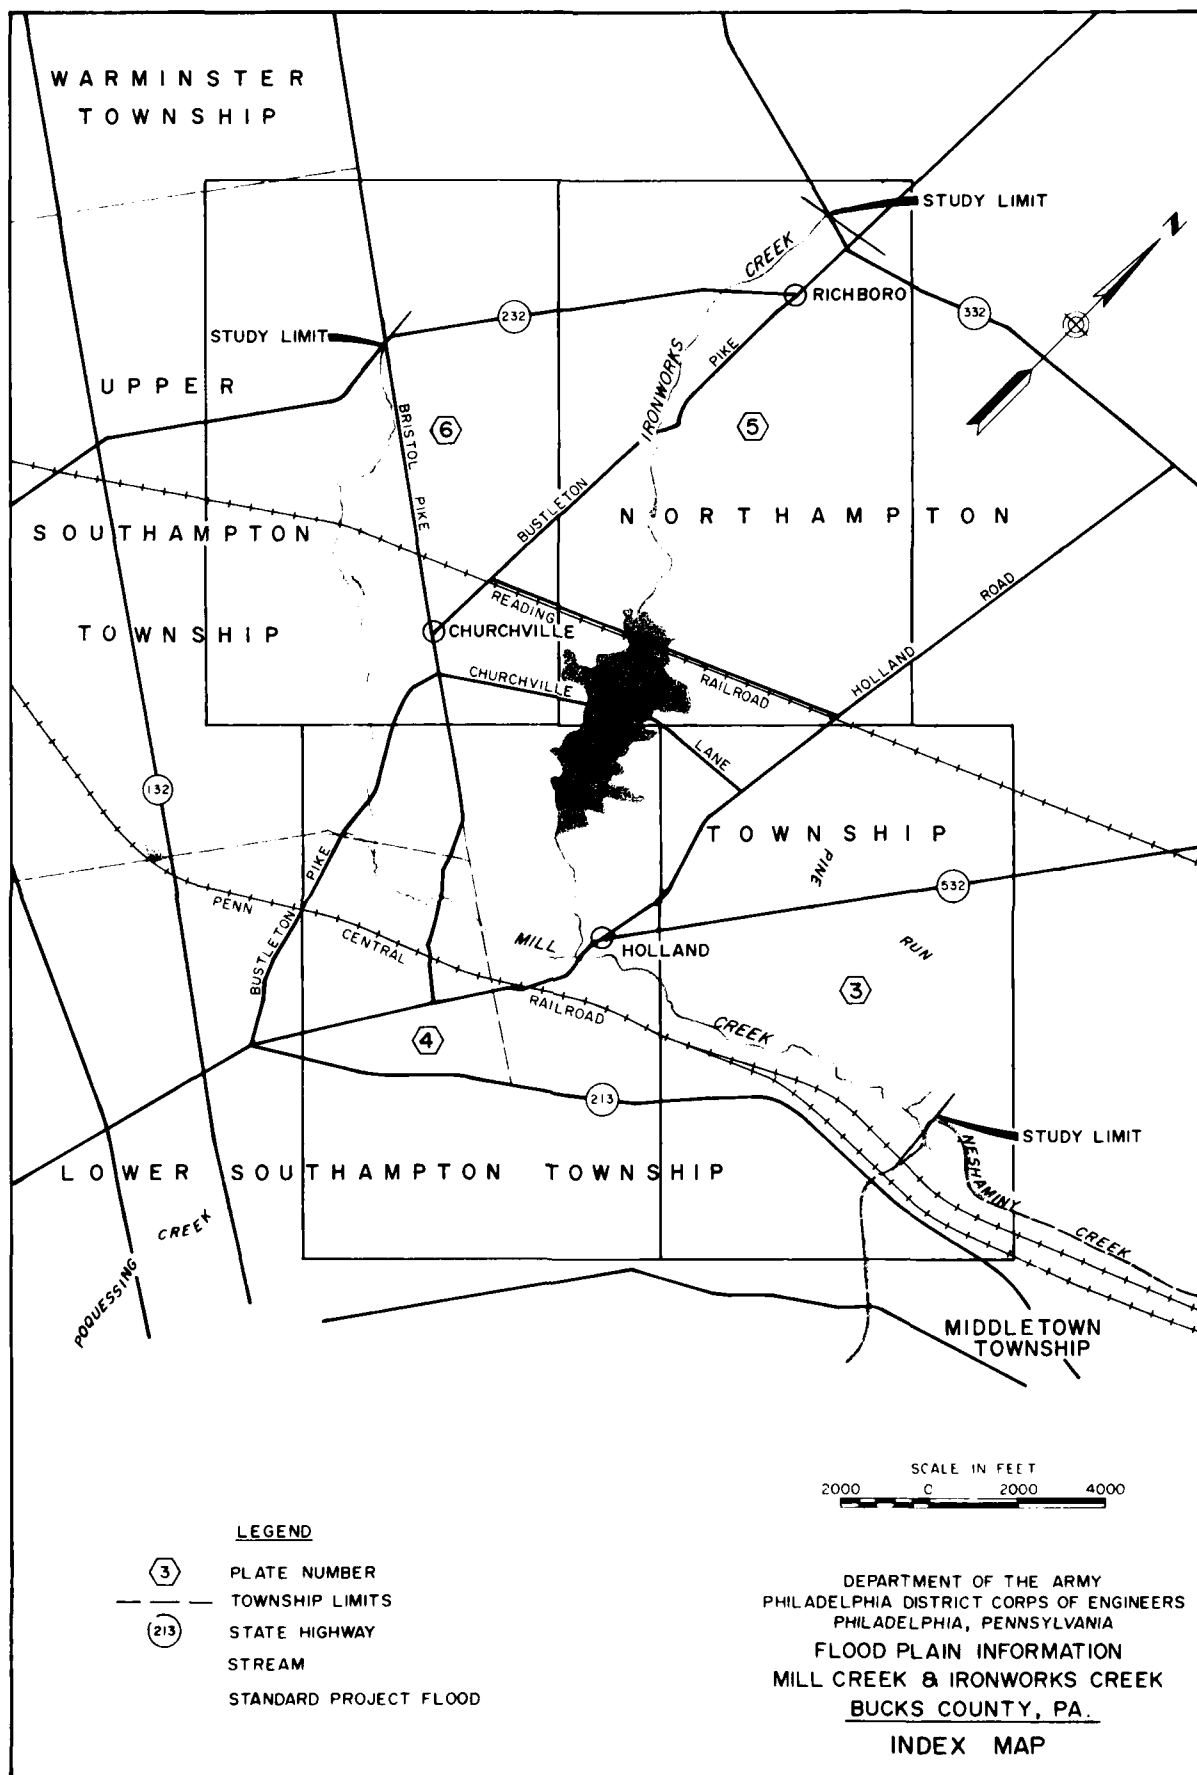 WARMINSTER
TOWNSHIP
STUDY LIMIT
CREEK
RICHBORO
232
332
N
STUDY LIMIT
UPPER
IRONWORKS
PIKE
BRISTOL
PIKE
6
5
BUSTLETON
NORTHAMPTON
SOUTHAMPTON
READING
ROAD
TOWNSHIP
CHURCHVILLE
CHURCHVILLE
RAILROAD
HOLLAND
LANE
132
TOWNSHIP
PINE
PIKE
532
PENN
BUSTLETON
CENTRAL
MILL
HOLLAND
RUN
RAILROAD
3
4
CREEK
213
STUDY LIMIT
NESHAMINY
CREEK
LOWER SOUTHAMPTON TOWNSHIP
POQUESSING
CREEK
MIDDLETOWN
TOWNSHIP
SCALE IN FEET
2000 0 2000 4000
LEGEND
3 PLATE NUMBER
TOWNSHIP LIMITS
213 STATE HIGHWAY
STREAM
STANDARD PROJECT FLOOD
DEPARTMENT OF THE ARMY
PHILADELPHIA DISTRICT CORPS OF ENGINEERS
PHILADELPHIA, PENNSYLVANIA
FLOOD PLAIN INFORMATION
MILL CREEK & IRONWORKS CREEK
BUCKS COUNTY, PA.
INDEX MAP